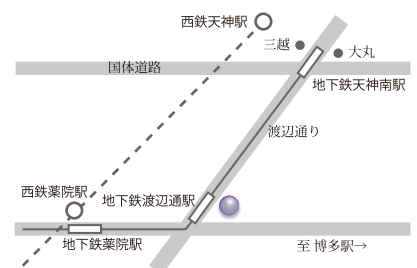 西鉄天神駅
三越
大丸
国体道路
地下鉄天神南駅
渡辺通り
西鉄薬院駅
地下鉄渡辺通駅
地下鉄薬院駅
至 博多駅→